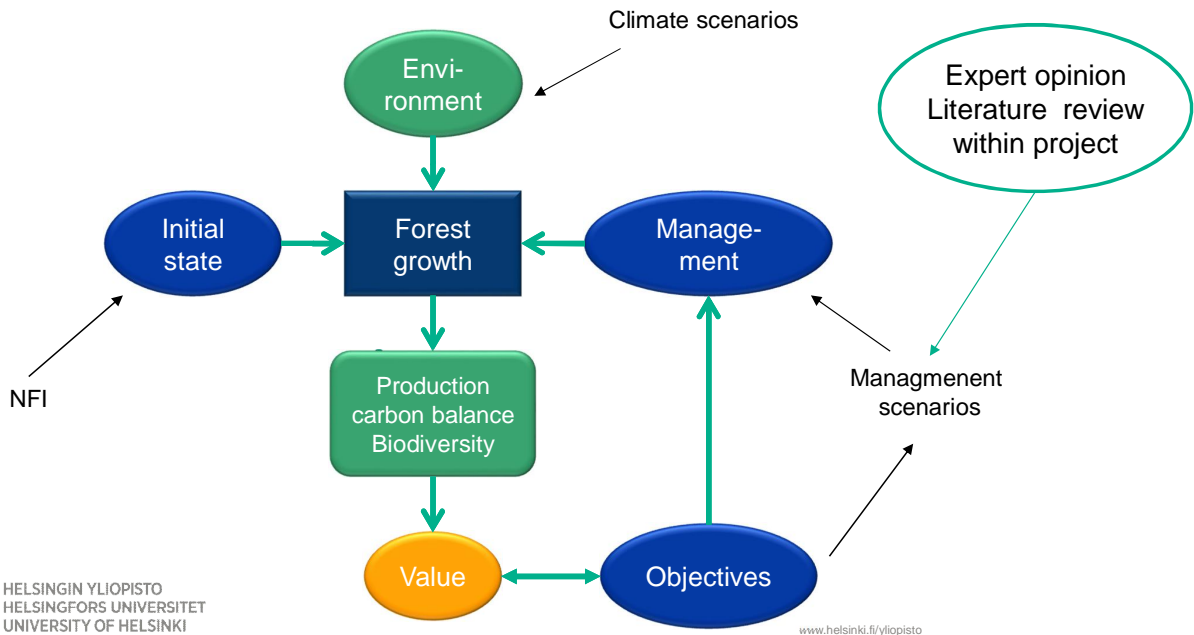 Climate scenarios
Envi-
ronment
Expert opinion
Literature review
within project
Initial
state
Forest
growth
Manage-
ment
NFI
Production
carbon balance
Biodiversity
Managmenent
scenarios
Value
Objectives
HELSINGIN YLIOPISTO
HELSINGFORS UNIVERSITET
UNIVERSITY OF HELSINKI
www.helsinki.fi/yliopisto